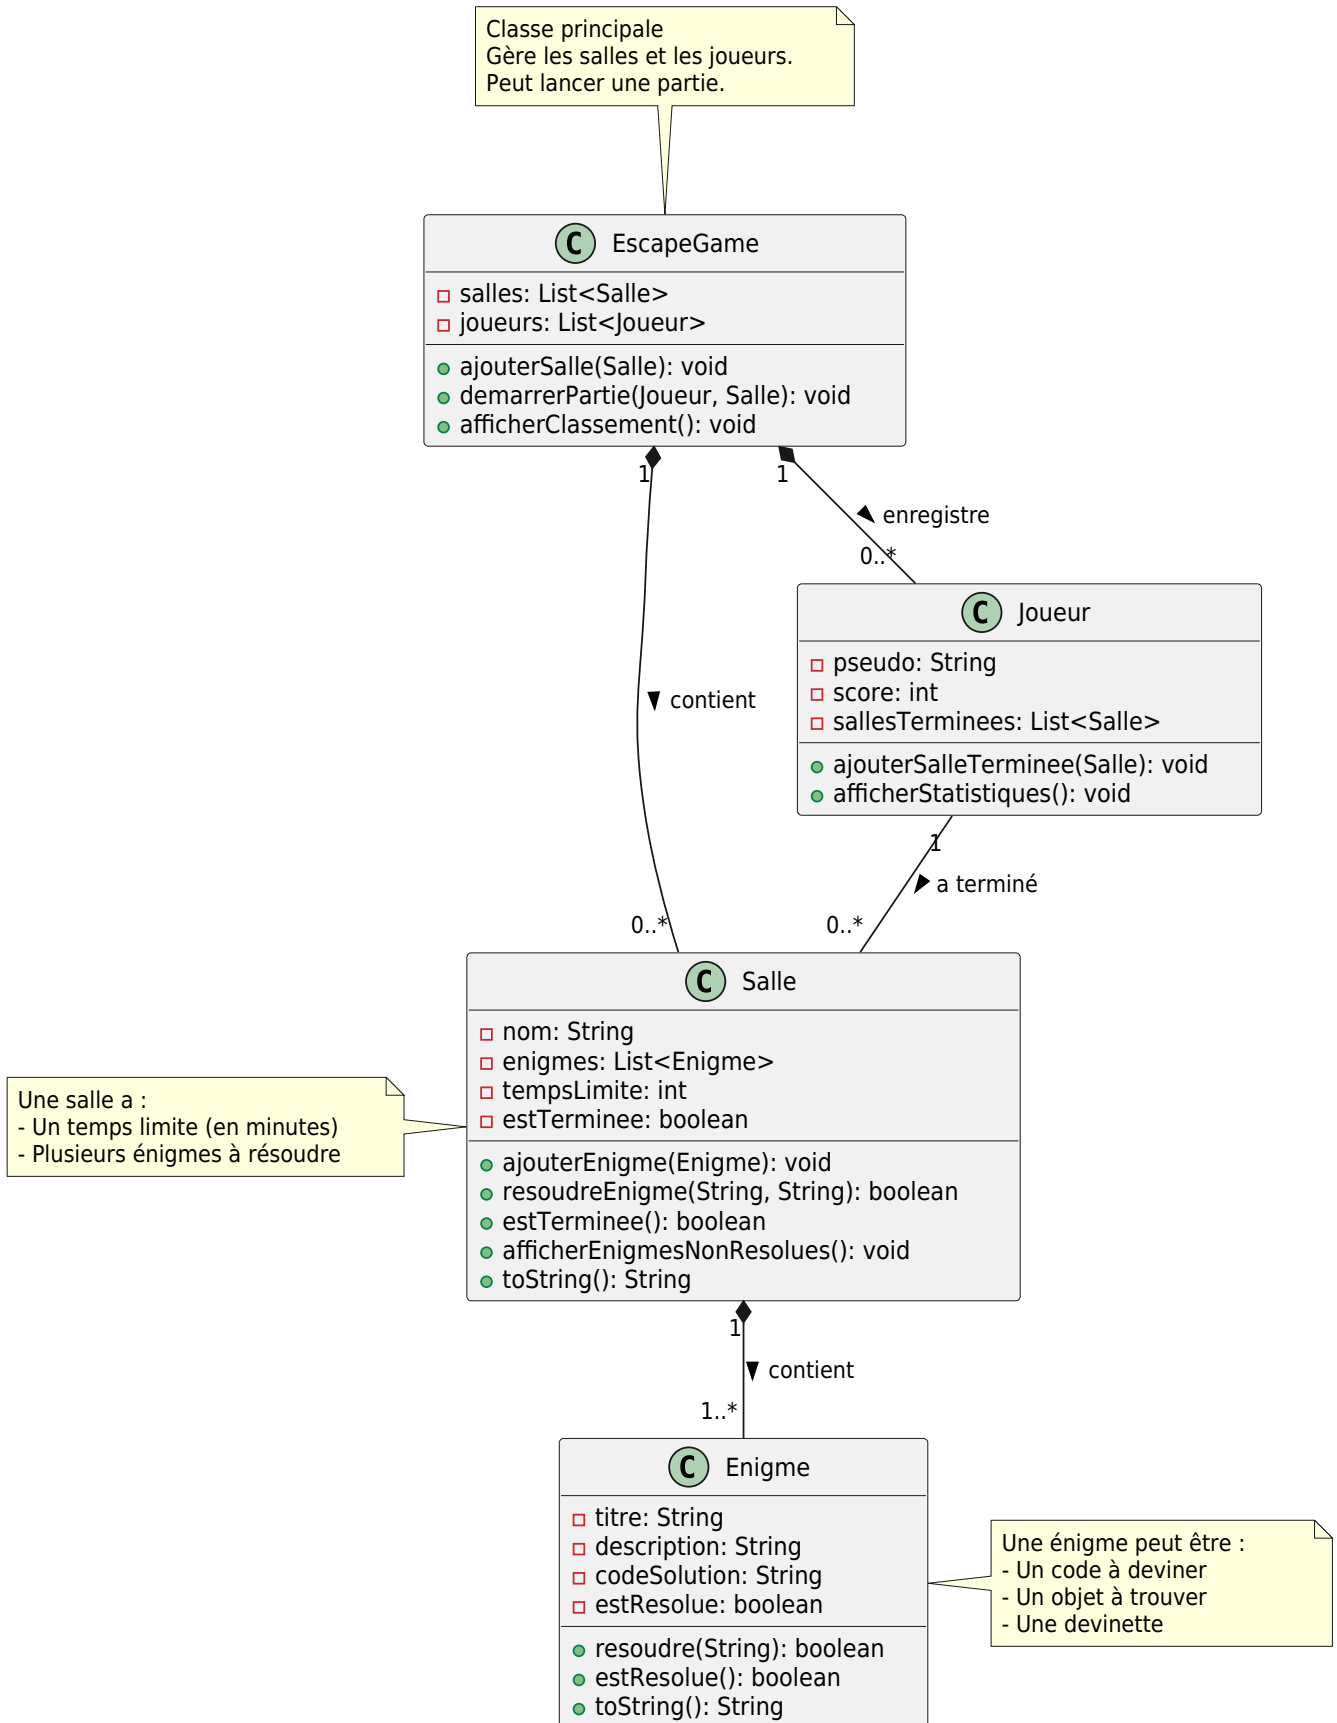 Classe principale
Gère les salles et les joueurs.
Peut lancer une partie.
C EscapeGame
salles: List<Salle>
joueurs: List<Joueur>
ajouterSalle(Salle): void
demarrerPartie(Joueur, Salle): void
afficherClassement(): void
1
1
enregistre
0..*
C Joueur
pseudo: String
score: int
sallesTerminees: List<Salle>
ajouterSalleTerminee(Salle): void
afficherStatistiques(): void
contient
1
a terminé
0..*
0..*
C Salle
nom: String
enigmes: List<Enigme>
tempsLimite: int
estTerminee: boolean
ajouterEnigme(Enigme): void
resoudreEnigme(String, String): boolean
estTerminee(): boolean
afficherEnigmesNonResolues(): void
toString(): String
Une salle a :
- Un temps limite (en minutes)
- Plusieurs énigmes à résoudre
1
contient
1..*
C Enigme
titre: String
description: String
codeSolution: String
estResolue: boolean
resoudre(String): boolean
estResolue(): boolean
toString(): String
Une énigme peut être :
- Un code à deviner
- Un objet à trouver
- Une devinette